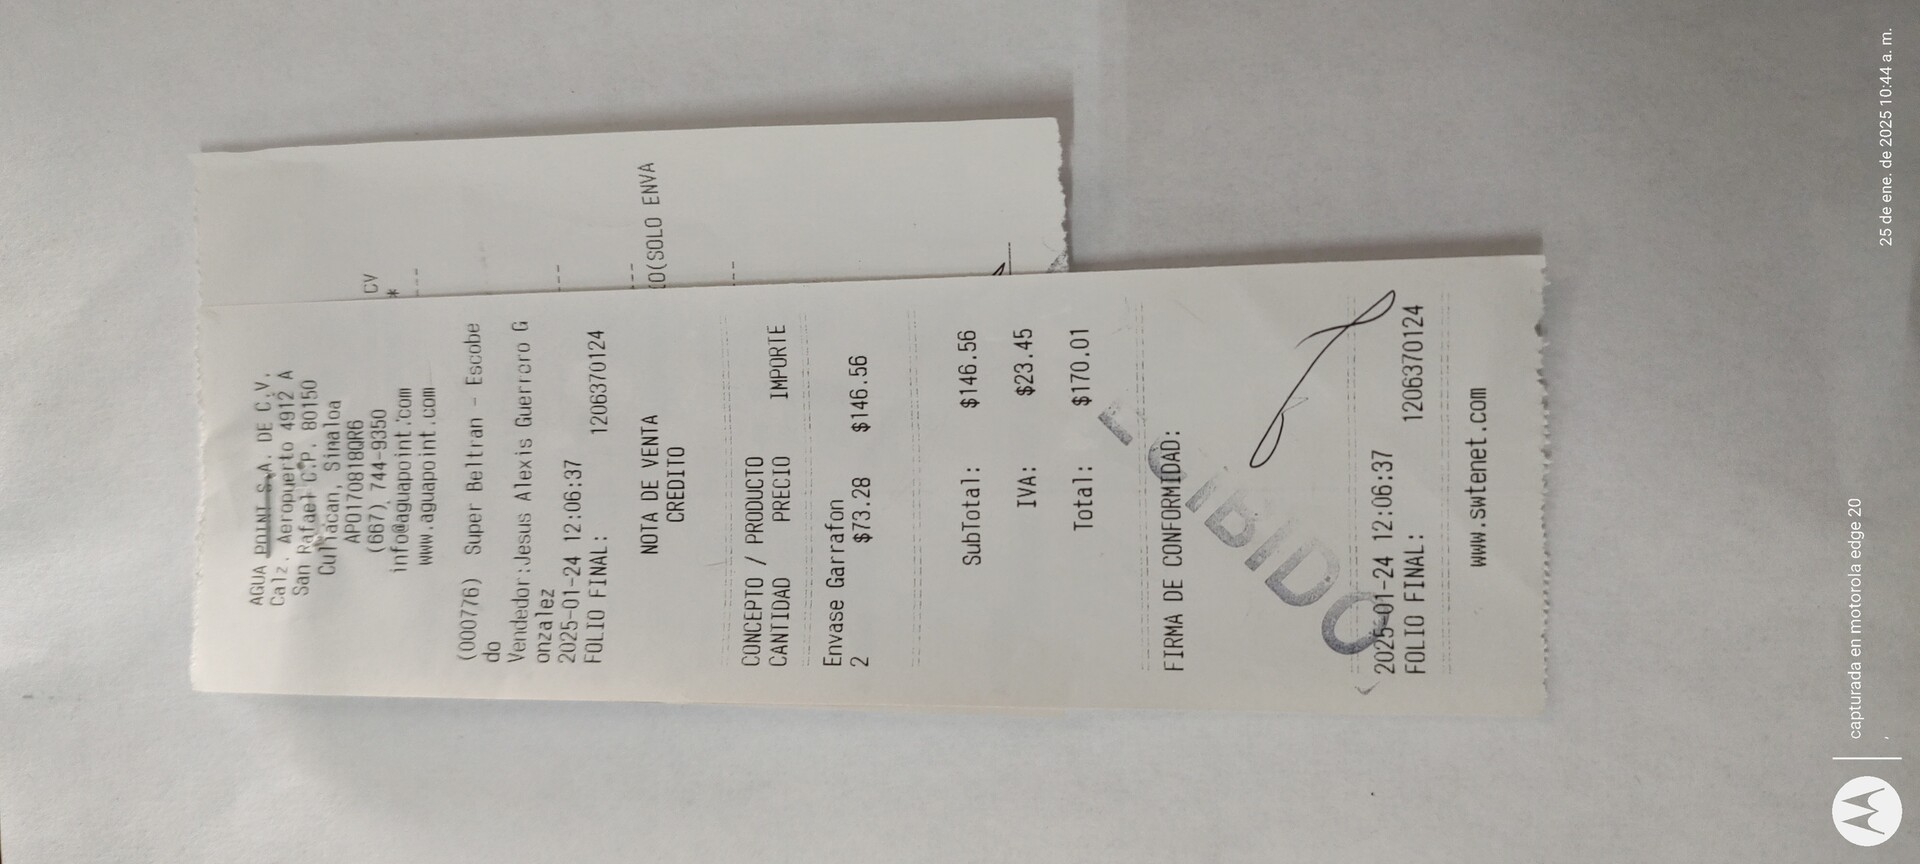 AGUA POINT S.A. DE C.V.
Calz. Aeropuerto 4912 A
San Rafael C.P. 80150
Culiacan, Sinaloa
APO170818QR6
(667) 744-9350
info@aguapoint.com
www.aguapoint.com
(000776) Super Beltran - Escobe
do
Vendedor:Jesus Alexis Guerrero G
onzalez
2025-01-24 12:06:37
FOLIO FINAL: 1206370124
NOTA DE VENTA
CREDITO
CONCEPTO / PRODUCTO
CANTIDAD PRECIO IMPORTE
Envase Garrafon
2 $73.28 $146.56
SubTotal: $146.56
IVA: $23.45
Total: $170.01
FIRMA DE CONFORMIDAD:
2025-01-24 12:06:37
FOLIO FINAL: 1206370124
www.swtenet.com
CV
*
O(SOLO ENVA
capturada en motorola edge 20
25 de ene. de 2025 10:44 a. m.